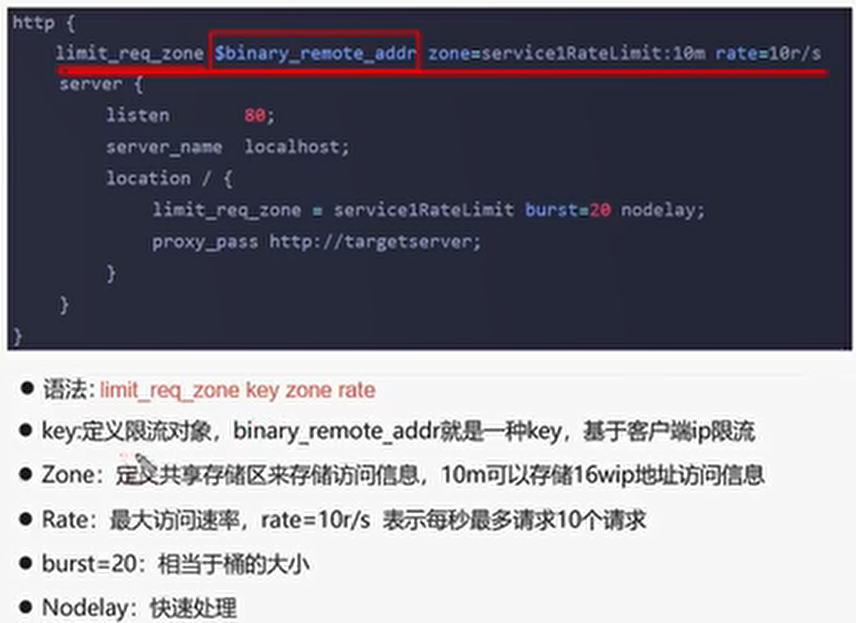 http {
limit_req_zone $binary_remote_addr zone=service1RateLimit:10m rate=10r/s
server {
listen 80;
server_name localhost;
location / {
limit_req_zone = service1RateLimit burst=20 nodelay;
proxy_pass http://targetserver;
}
}
}
● 语法: limit_req_zone key zone rate
● key:定义限流对象，binary_remote_addr就是一种key，基于客户端ip限流
● Zone：定义共享存储区来存储访问信息，10m可以存储16wip地址访问信息
● Rate：最大访问速率，rate=10r/s 表示每秒最多请求10个请求
● burst=20：相当于桶的大小
● Nodelay：快速处理